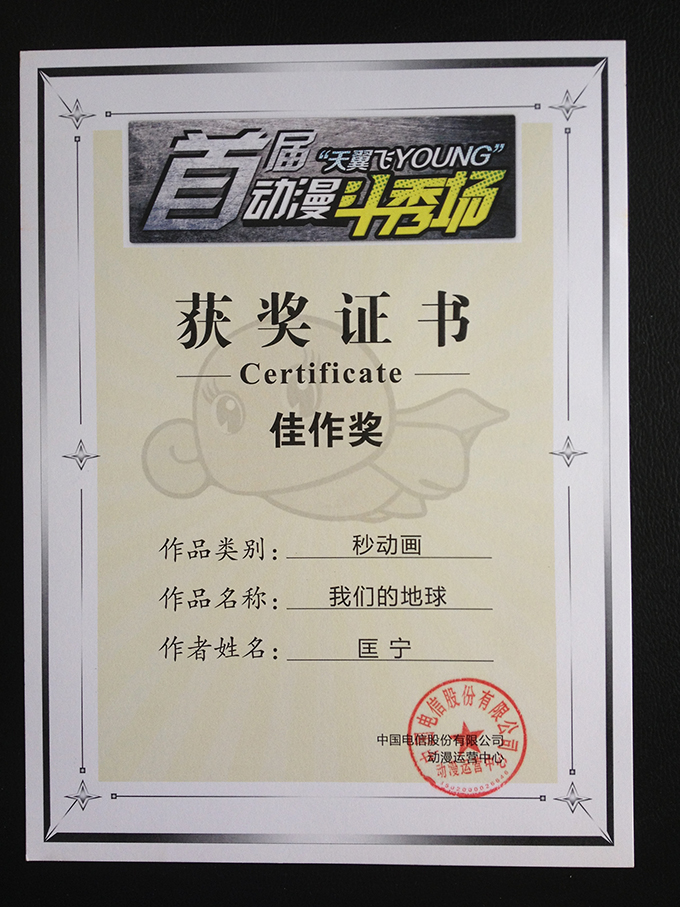 首届“天翼飞YOUNG”
动漫斗秀场
获奖证书
Certificate
佳作奖
作品类别：秒动画
作品名称：我们的地球
作者姓名：匡 宁
中国电信股份有限公司
动漫运营中心
中国电信股份有限公司
动漫运营中心